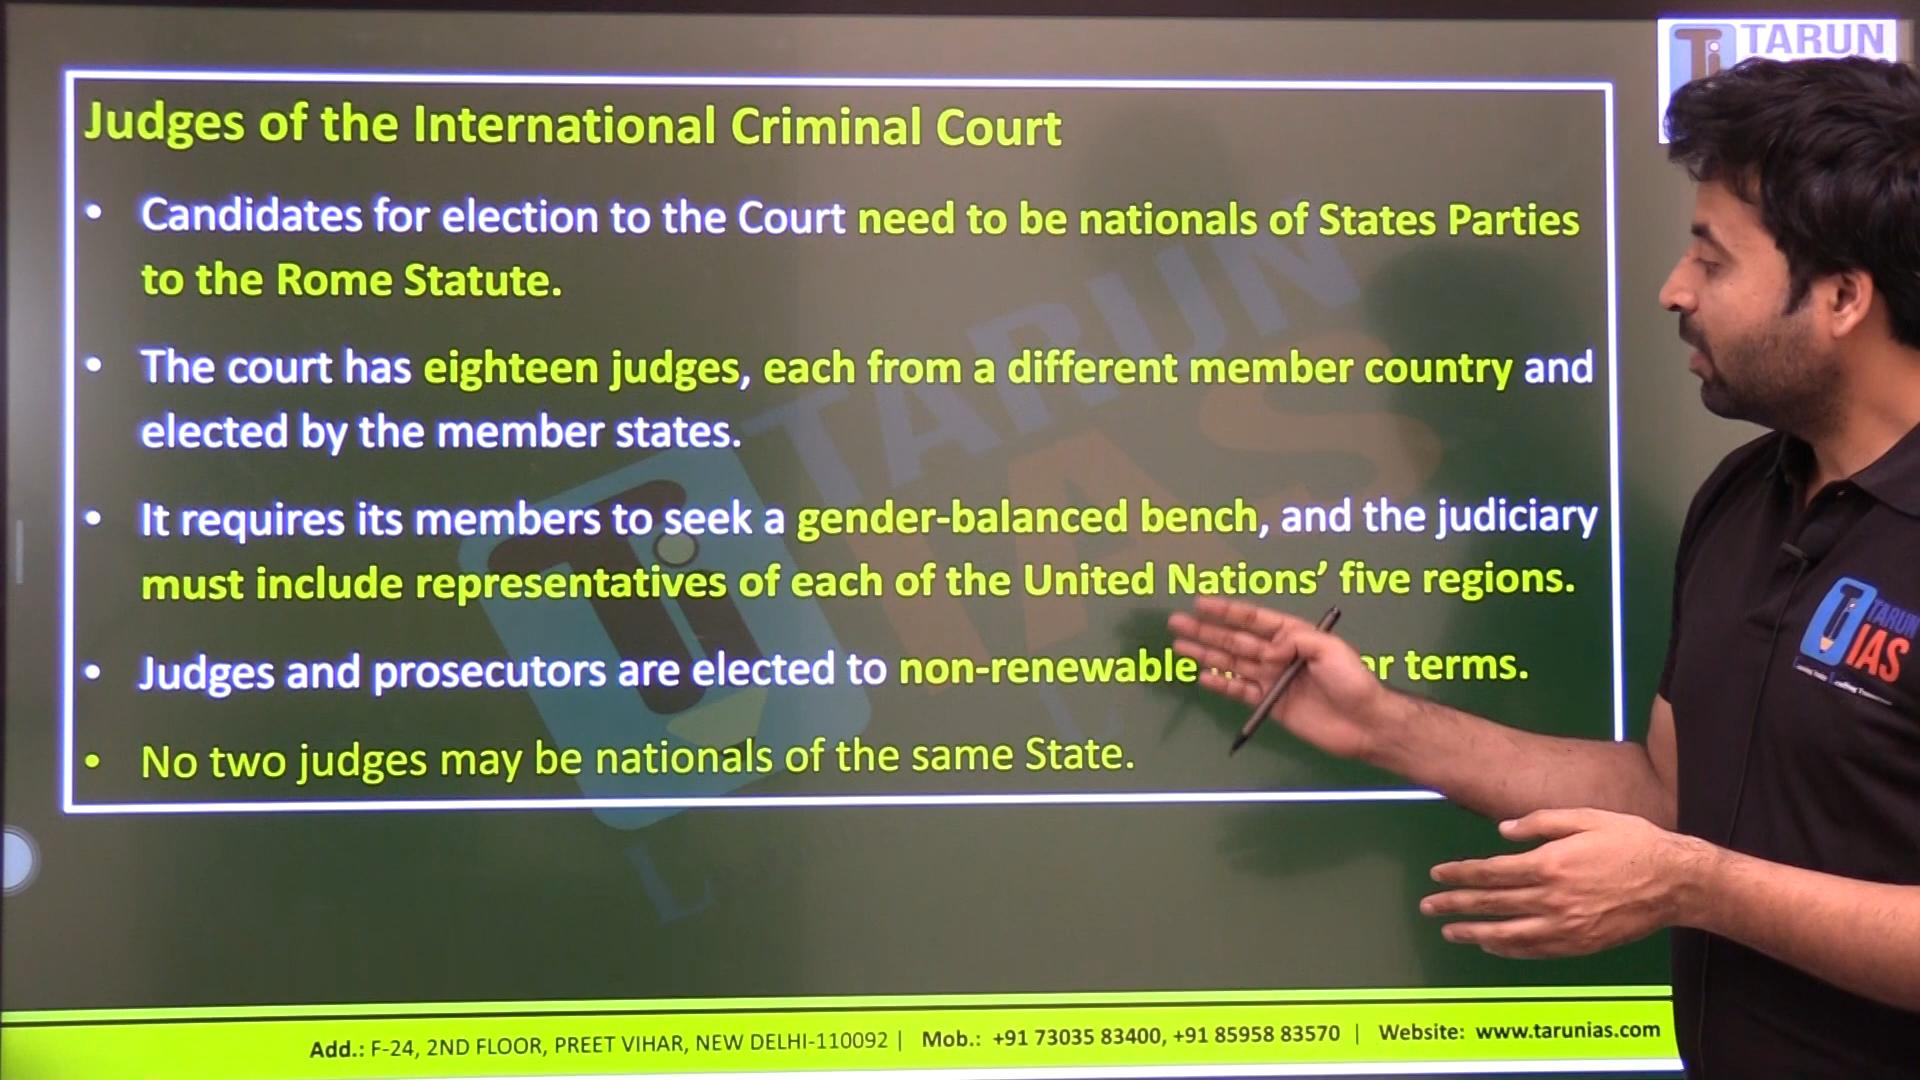 TARUN
Judges of the International Criminal Court
• Candidates for election to the Court need to be nationals of States Parties
to the Rome Statute.
• The court has eighteen judges, each from a different member country and
elected by the member states.
• It requires its members to seek a gender-balanced bench, and the judiciary
must include representatives of each of the United Nations’ five regions.
• Judges and prosecutors are elected to non-renewable terms.
• No two judges may be nationals of the same State.
TARUN
IAS
TARUN
IAS
Add.: F-24, 2ND FLOOR, PREET VIHAR, NEW DELHI-110092 | Mob.: +91 73035 83400, +91 85958 83570 | Website: www.tarunias.com